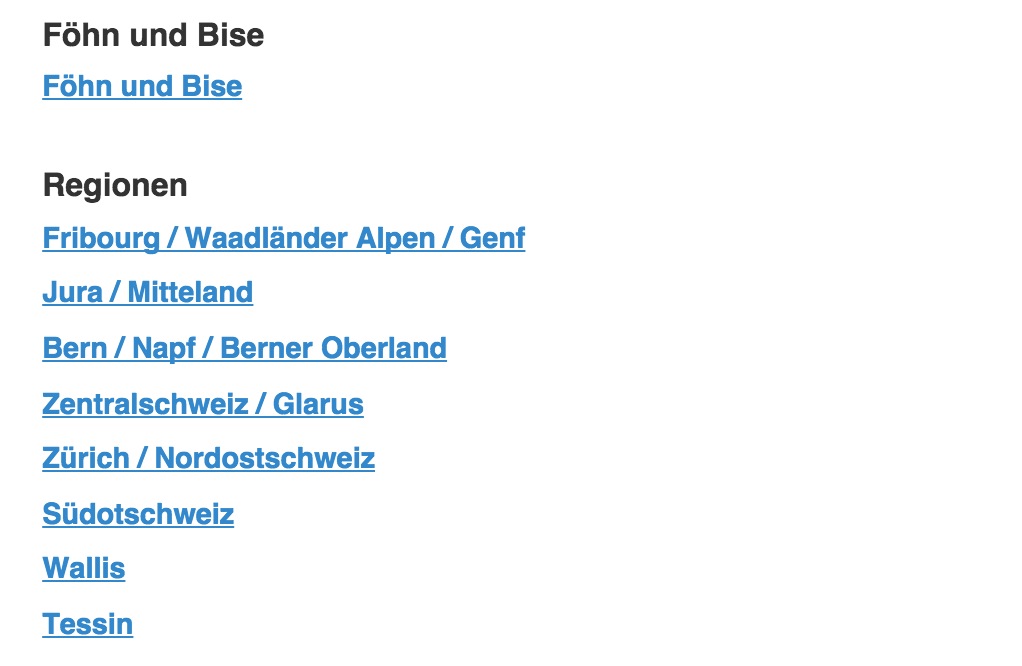 Föhn und Bise
Föhn und Bise
Regionen
Fribourg / Waadländer Alpen / Genf
Jura / Mitteland
Bern / Napf / Berner Oberland
Zentralschweiz / Glarus
Zürich / Nordostschweiz
Südotschweiz
Wallis
Tessin